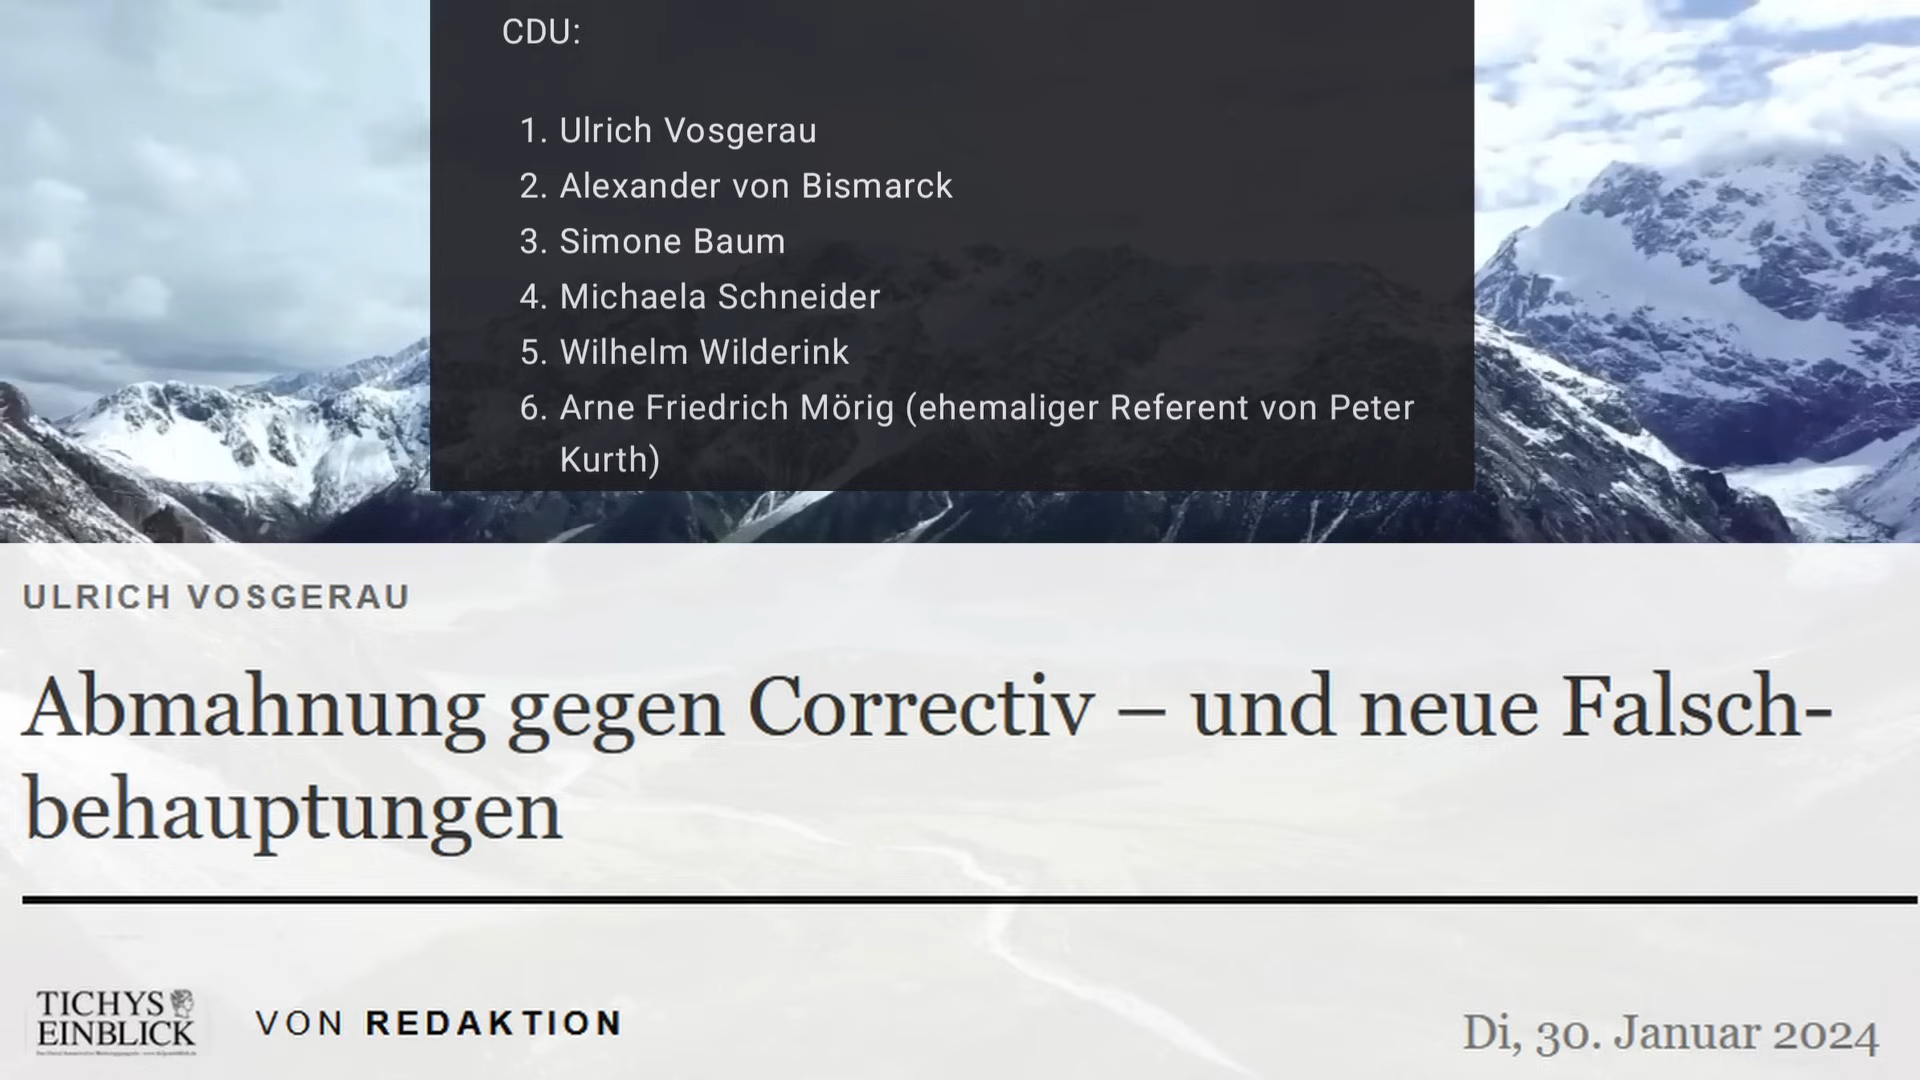 CDU:
1. Ulrich Vosgerau
2. Alexander von Bismarck
3. Simone Baum
4. Michaela Schneider
5. Wilhelm Wilderink
6. Arne Friedrich Mörig (ehemaliger Referent von Peter
Kurth)
ULRICH VOSGERAU
Abmahnung gegen Correctiv – und neue Falsch-
behauptungen
TICHYS
EINBLICK
VON REDAKTION
Di, 30. Januar 2024